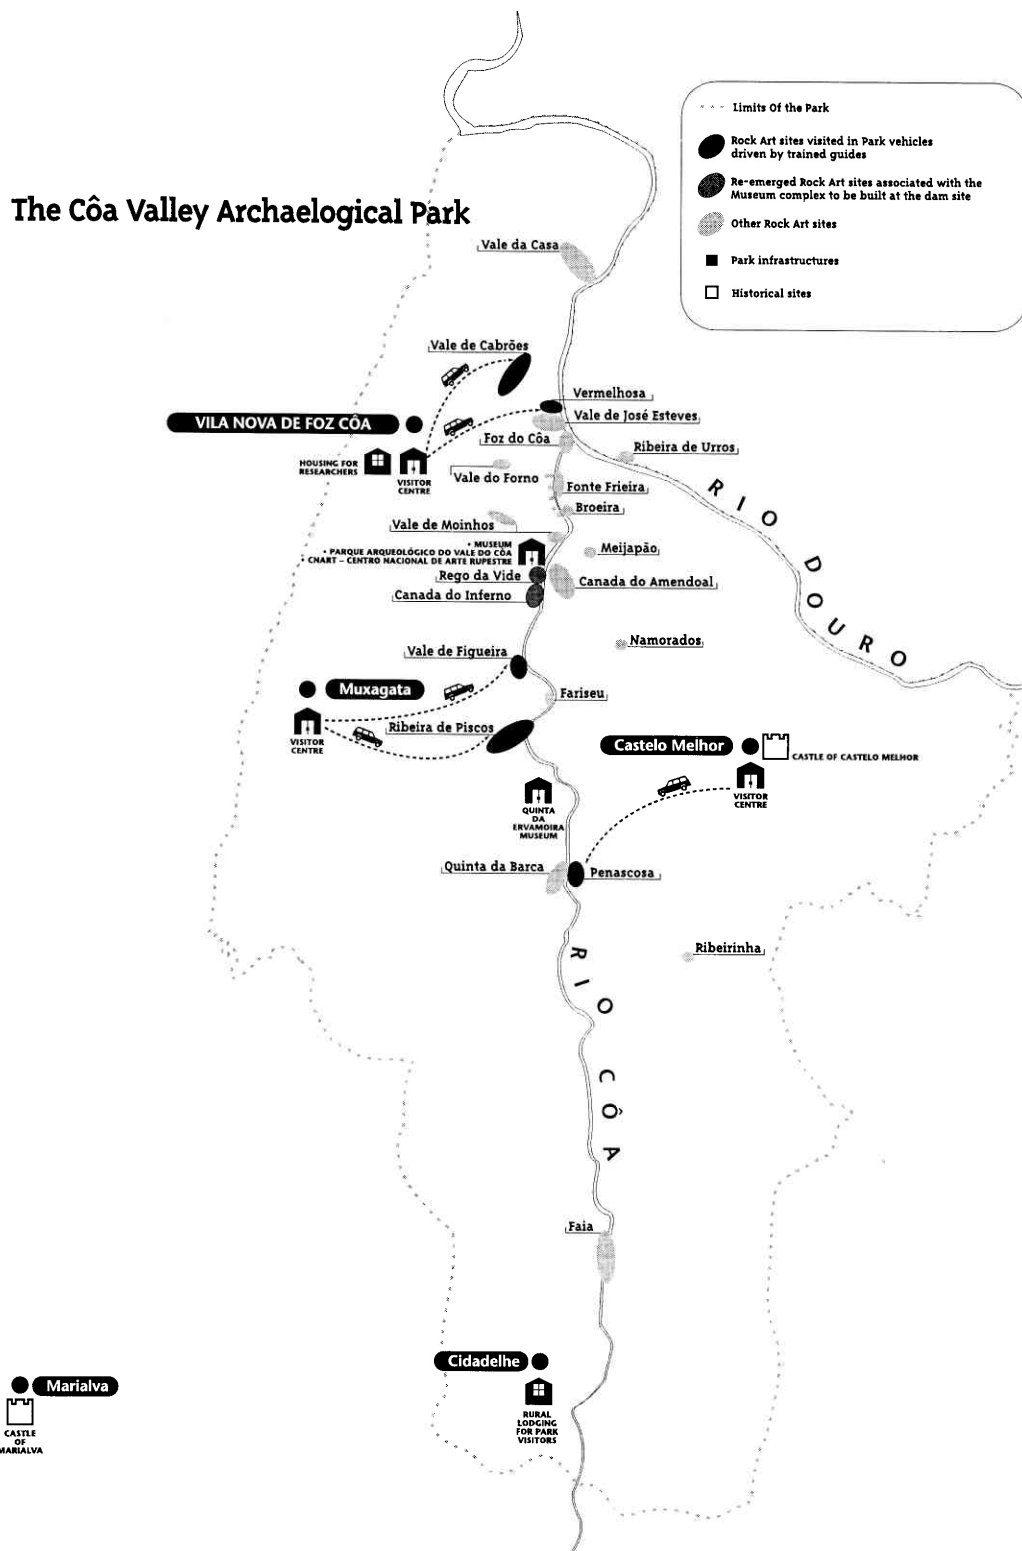 The Côa Valley Archaelogical Park
Limits Of the Park
Rock Art sites visited in Park vehicles
driven by trained guides
Re-emerged Rock Art sites associated with the
Museum complex to be built at the dam site
Other Rock Art sites
Park infrastructures
Historical sites
Vale da Casa
Vale de Cabrões
Vermelhosa
VILA NOVA DE FOZ CÔA
Vale de José Esteves
Foz do Côa
Ribeira de Urros
HOUSING FOR
RESEARCHERS
VISITOR
CENTRE
Vale do Forno
Fonte Frieira
Broeira
RIO DOURO
Vale de Moinhos
• MUSEUM
• PARQUE ARQUEOLÓGICO DO VALE DO CÔA
• CNART – CENTRO NACIONAL DE ARTE RUPESTRE
Meijapão
Rego da Vide
Canada do Amendoal
Canada do Inferno
Namorados
Vale de Figueira
Muxagata
Fariseu
VISITOR
CENTRE
Ribeira de Piscos
Castelo Melhor
CASTLE OF CASTELO MELHOR
VISITOR
CENTRE
QUINTA
DA
ERVAMOIRA
MUSEUM
Quinta da Barca
Penascosa
Ribeirinha
RIO CÔA
Faia
Cidadelhe
RURAL
LODGING
FOR PARK
VISITORS
Marialva
CASTLE
OF
MARIALVA